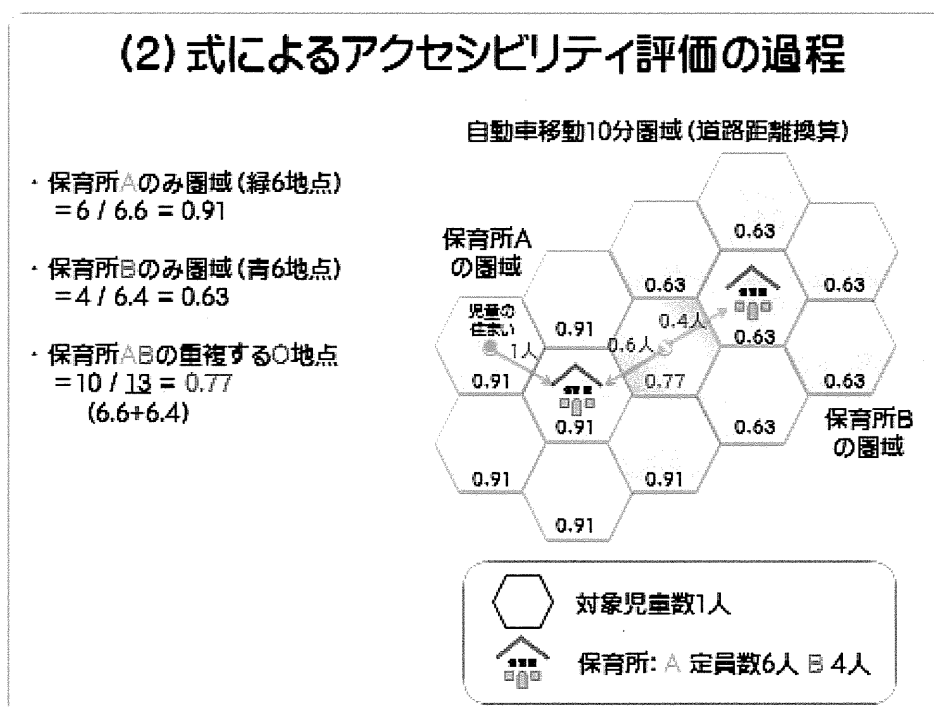 (2)式によるアクセシビリティ評価の過程
自動車移動10分圏域(道路距離換算)
・保育所Aのみ圏域(緑6地点)
=6 / 6.6 = 0.91
・保育所Bのみ圏域(青6地点)
=4 / 6.4 = 0.63
・保育所ABの重複する○地点
=10 / 13 = 0.77
(6.6+6.4)
保育所A
の圏域
0.63
0.63
0.63
児童の
住まい
1人
0.91
0.6人
0.4人
0.63
0.91
0.77
0.63
0.91
0.63
保育所B
の圏域
0.91
0.91
0.91
対象児童数1人
保育所: A 定員数6人 B 4人